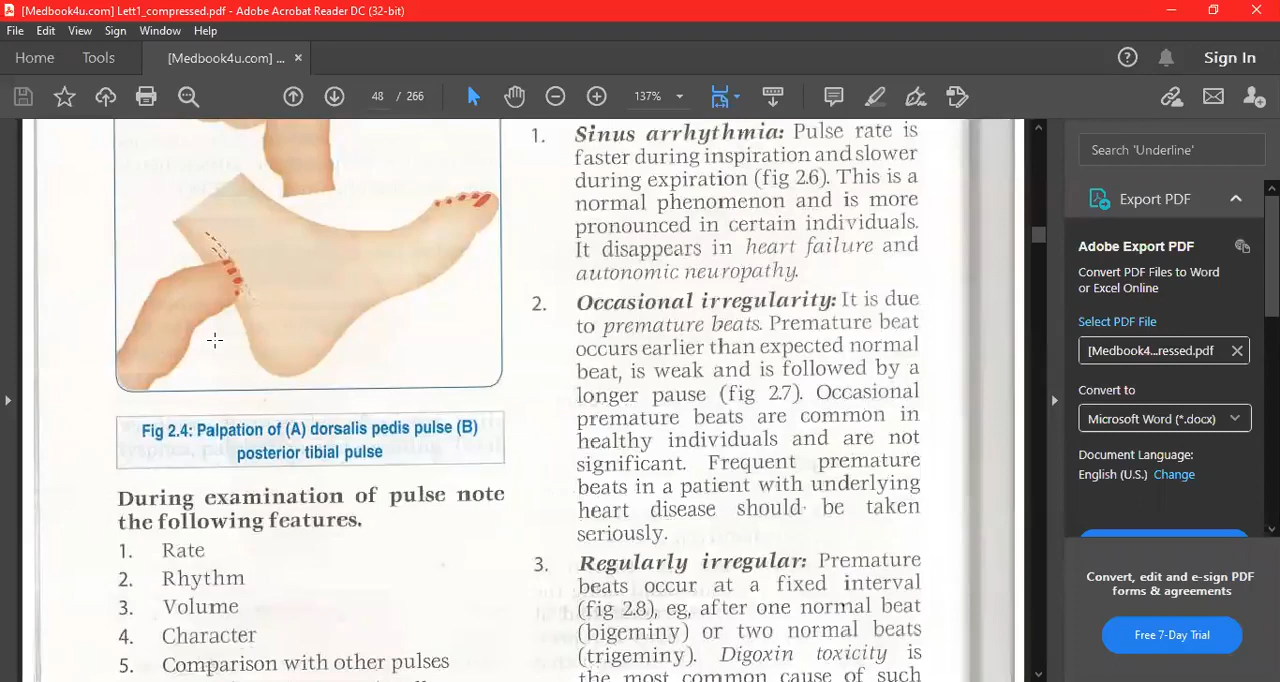 [Medbook4u.com] Lett1_compressed.pdf - Adobe Acrobat Reader DC (32-bit)
File Edit View Sign Window Help
Home Tools [Medbook4u.com] ... × Sign In
48 / 266 137%
Fig 2.4: Palpation of (A) dorsalis pedis pulse (B)
posterior tibial pulse
During examination of pulse note
the following features.
1. Rate
2. Rhythm
3. Volume
4. Character
5. Comparison with other pulses
1. Sinus arrhythmia: Pulse rate is
faster during inspiration and slower
during expiration (fig 2.6). This is a
normal phenomenon and is more
pronounced in certain individuals.
It disappears in heart failure and
autonomic neuropathy.
2. Occasional irregularity: It is due
to premature beats. Premature beat
occurs earlier than expected normal
beat, is weak and is followed by a
longer pause (fig 2.7). Occasional
premature beats are common in
healthy individuals and are not
significant. Frequent premature
beats in a patient with underlying
heart disease should be taken
seriously.
3. Regularly irregular: Premature
beats occur at a fixed interval
(fig 2.8), eg, after one normal beat
(bigeminy) or two normal beats
(trigeminy). Digoxin toxicity is
the most common cause of such
Search 'Underline'
Export PDF
Adobe Export PDF
Convert PDF Files to Word
or Excel Online
Select PDF File
[Medbook4...ressed.pdf
Convert to
Microsoft Word (*.docx)
Document Language:
English (U.S.) Change
Convert, edit and e-sign PDF
forms & agreements
Free 7-Day Trial